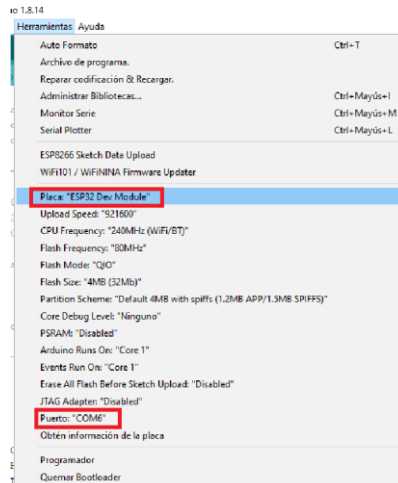 io 1.8.14
Herramientas Ayuda
Auto Formato Ctrl+T
Archivo de programa.
Reparar codificación & Recargar.
Administrar Bibliotecas... Ctrl+Mayús+I
Monitor Serie Ctrl+Mayús+M
Serial Plotter Ctrl+Mayús+L
ESP8266 Sketch Data Upload
WiFi101 / WiFiNINA Firmware Updater
Placa: "ESP32 Dev Module"
Upload Speed: "921600"
CPU Frequency: "240MHz (WiFi/BT)"
Flash Frequency: "80MHz"
Flash Mode: "QIO"
Flash Size: "4MB (32Mb)"
Partition Scheme: "Default 4MB with spiffs (1.2MB APP/1.5MB SPIFFS)"
Core Debug Level: "Ninguno"
PSRAM: "Disabled"
Arduino Runs On: "Core 1"
Events Run On: "Core 1"
Erase All Flash Before Sketch Upload: "Disabled"
JTAG Adapter: "Disabled"
Puerto: "COM6"
Obtén información de la placa
Programador
Quemar Bootloader